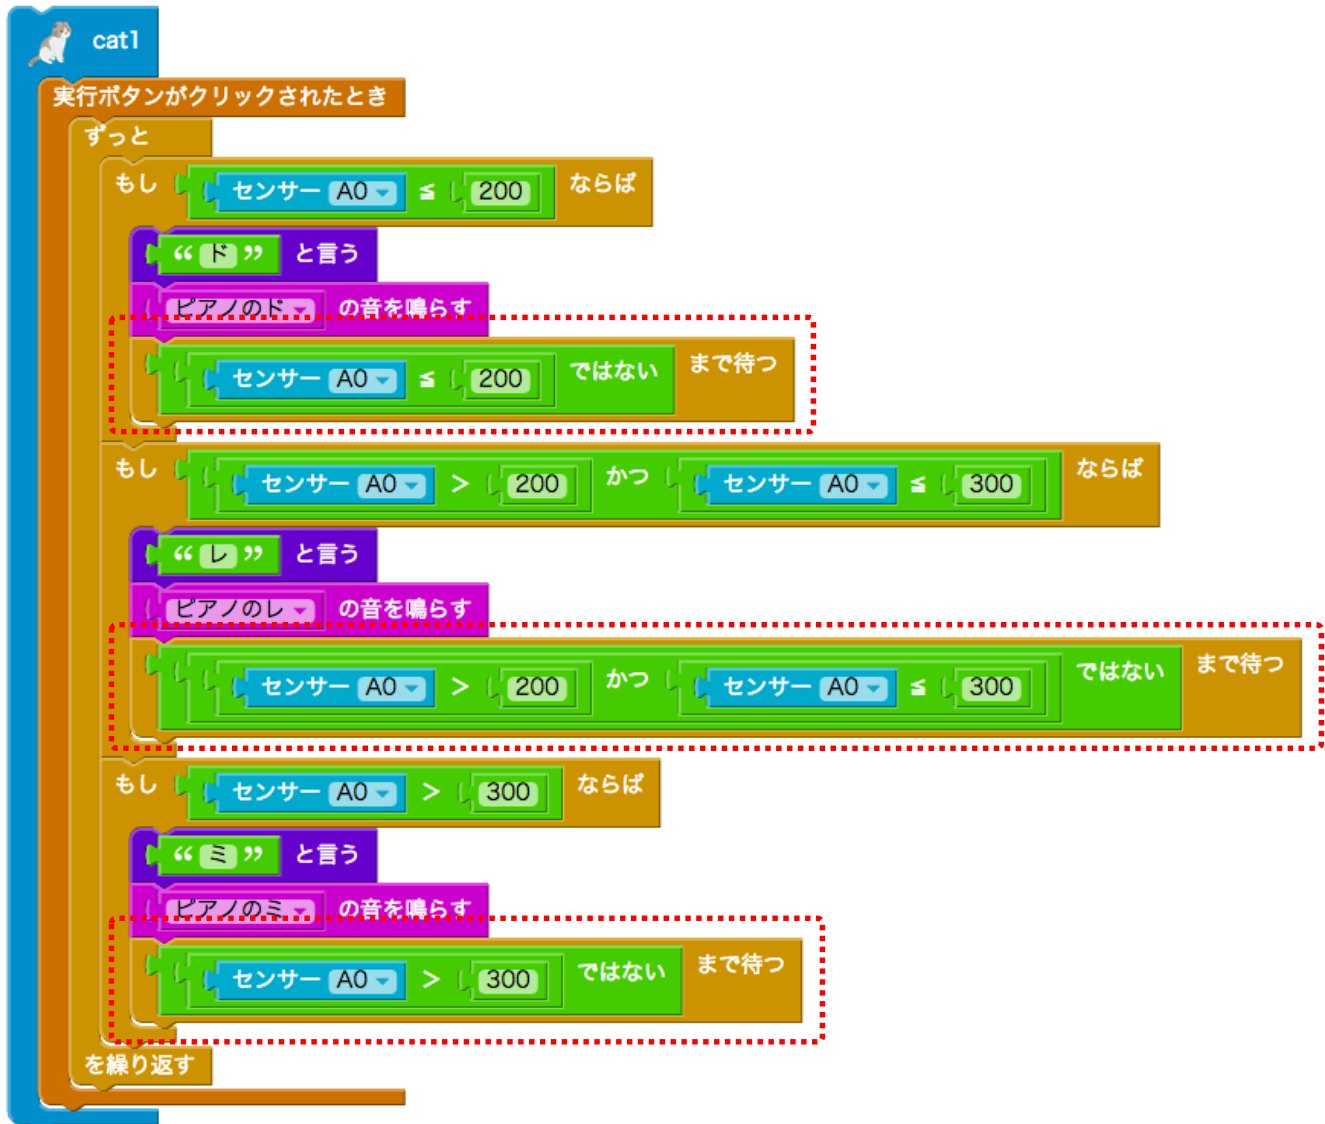 cat1
実行ボタンがクリックされたとき
ずっと
もし センサー A0 ≦ 200 ならば
“ ド ” と言う
ピアノのド の音を鳴らす
センサー A0 ≦ 200 ではない まで待つ
もし センサー A0 > 200 かつ センサー A0 ≦ 300 ならば
“ レ ” と言う
ピアノのレ の音を鳴らす
センサー A0 > 200 かつ センサー A0 ≦ 300 ではない まで待つ
もし センサー A0 > 300 ならば
“ ミ ” と言う
ピアノのミ の音を鳴らす
センサー A0 > 300 ではない まで待つ
を繰り返す